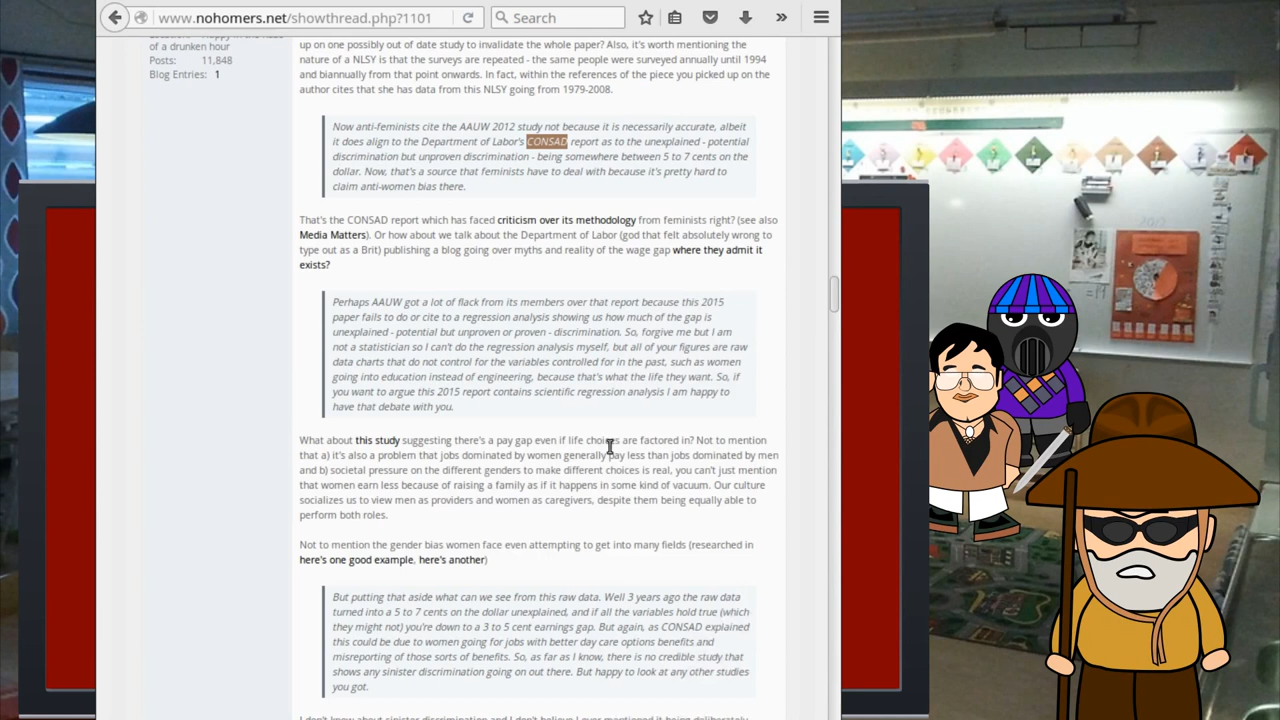 www.nohomers.net/showthread.php?1101
Search
of a drunken hour
Posts: 11,848
Blog Entries: 1
up on one possibly out of date study to invalidate the whole paper? Also, it's worth mentioning the
nature of a NLSY is that the surveys are repeated - the same people were surveyed annually until 1994
and biannually from that point onwards. In fact, within the references of the piece you picked up on the
author cites that she has data from this NLSY going from 1979-2008.
Now anti-feminists cite the AAUW 2012 study not because it is necessarily accurate, albeit
it does align to the Department of Labor's CONSAD report as to the unexplained - potential
discrimination but unproven discrimination - being somewhere between 5 to 7 cents on the
dollar. Now, that's a source that feminists have to deal with because it's pretty hard to
claim anti-women bias there.
That's the CONSAD report which has faced criticism over its methodology from feminists right? (see also
Media Matters). Or how about we talk about the Department of Labor (god that felt absolutely wrong to
type out as a Brit) publishing a blog going over myths and reality of the wage gap where they admit it
exists?
Perhaps AAUW got a lot of flack from its members over that report because this 2015
paper fails to do or cite to a regression analysis showing us how much of the gap is
unexplained - potential but unproven or proven - discrimination. So, forgive me but I am
not a statistician so I can't do the regression analysis myself, but all of your figures are raw
data charts that do not control for the variables controlled for in the past, such as women
going into education instead of engineering, because that's what the life they want. So, if
you want to argue this 2015 report contains scientific regression analysis I am happy to
have that debate with you.
What about this study suggesting there's a pay gap even if life choices are factored in? Not to mention
that a) it's also a problem that jobs dominated by women generally pay less than jobs dominated by men
and b) societal pressure on the different genders to make different choices is real, you can't just mention
that women earn less because of raising a family as if it happens in some kind of vacuum. Our culture
socializes us to view men as providers and women as caregivers, despite them being equally able to
perform both roles.
Not to mention the gender bias women face even attempting to get into many fields (researched in
here's one good example, here's another)
But putting that aside what can we see from this raw data. Well 3 years ago the raw data
turned into a 5 to 7 cents on the dollar unexplained, and if all the variables hold true (which
they might not) you're down to a 3 to 5 cent earnings gap. But again, as CONSAD explained
this could be due to women going for jobs with better day care options benefits and
misreporting of those sorts of benefits. So, as far as I know, there is no credible study that
shows any sinister discrimination going on out there. But happy to look at any other studies
you got.